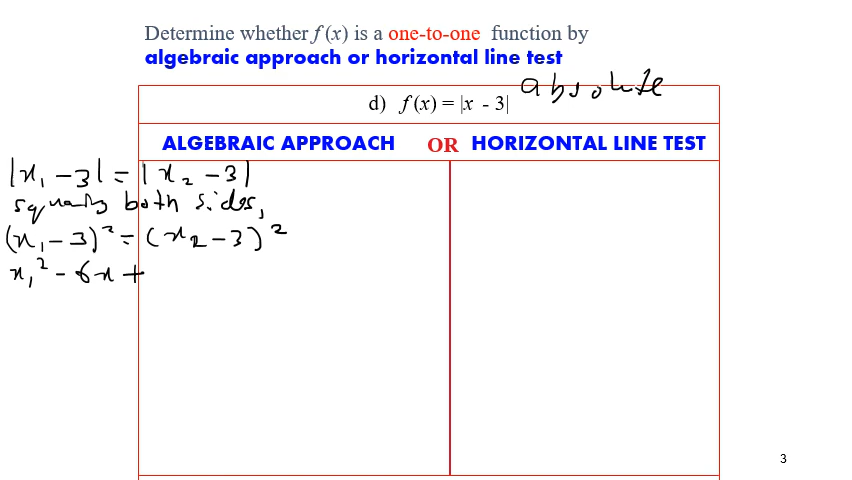 Determine whether f (x) is a one-to-one function by
algebraic approach or horizontal line test
absolute
d) f (x) = |x - 3|
ALGEBRAIC APPROACH OR HORIZONTAL LINE TEST
|x₁ - 3| = |x₂ - 3|
squaring both sides,
(x₁ - 3)² = (x₂ - 3)²
x₁² - 6x +
3